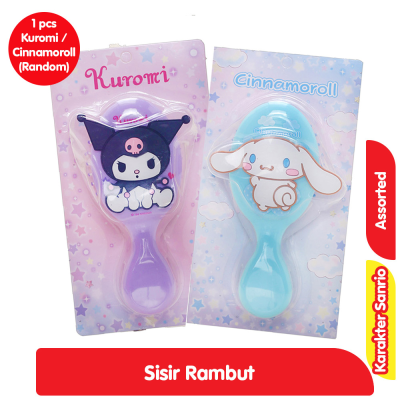 1 pcs
Kuromi /
Cinnamoroll
(Random)
Kuromi
Cinnamoroll
Assorted
Karakter Sanrio
Sisir Rambut